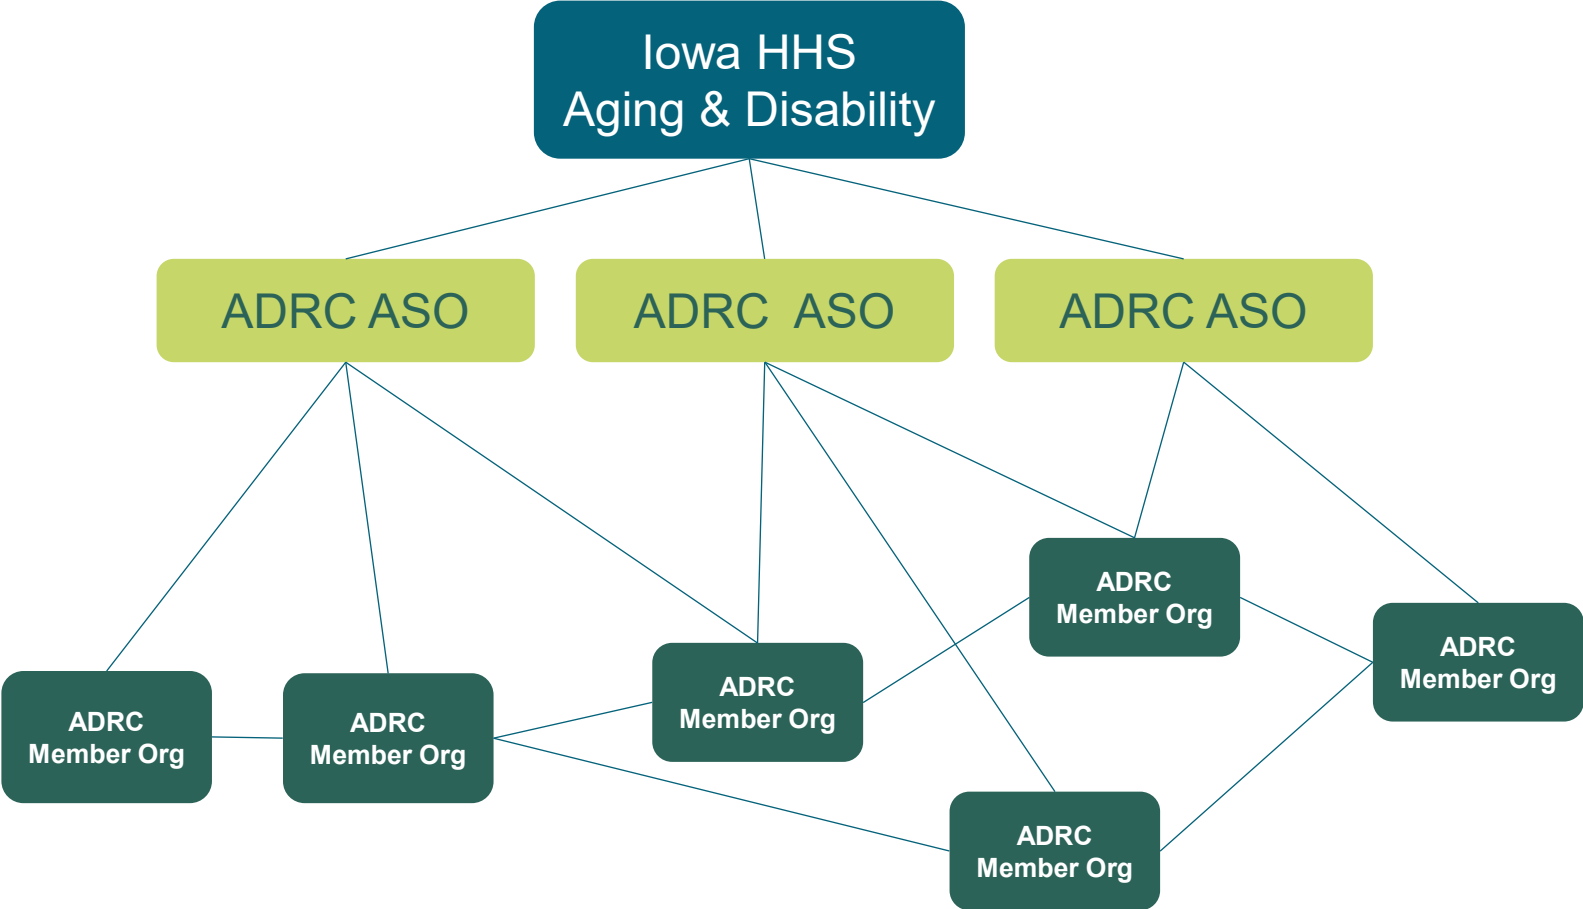 Iowa HHS
Aging & Disability
ADRC ASO
ADRC ASO
ADRC ASO
ADRC
Member Org
ADRC
Member Org
ADRC
Member Org
ADRC
Member Org
ADRC
Member Org
ADRC
Member Org